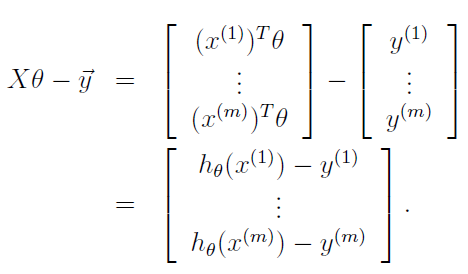 Xθ − y⃗ = [ (x^{(1)})^T θ ⋮ (x^{(m)})^T θ ] − [ y^{(1)} ⋮ y^{(m)} ]
= [ h_θ(x^{(1)}) − y^{(1)} ⋮ h_θ(x^{(m)}) − y^{(m)} ] .